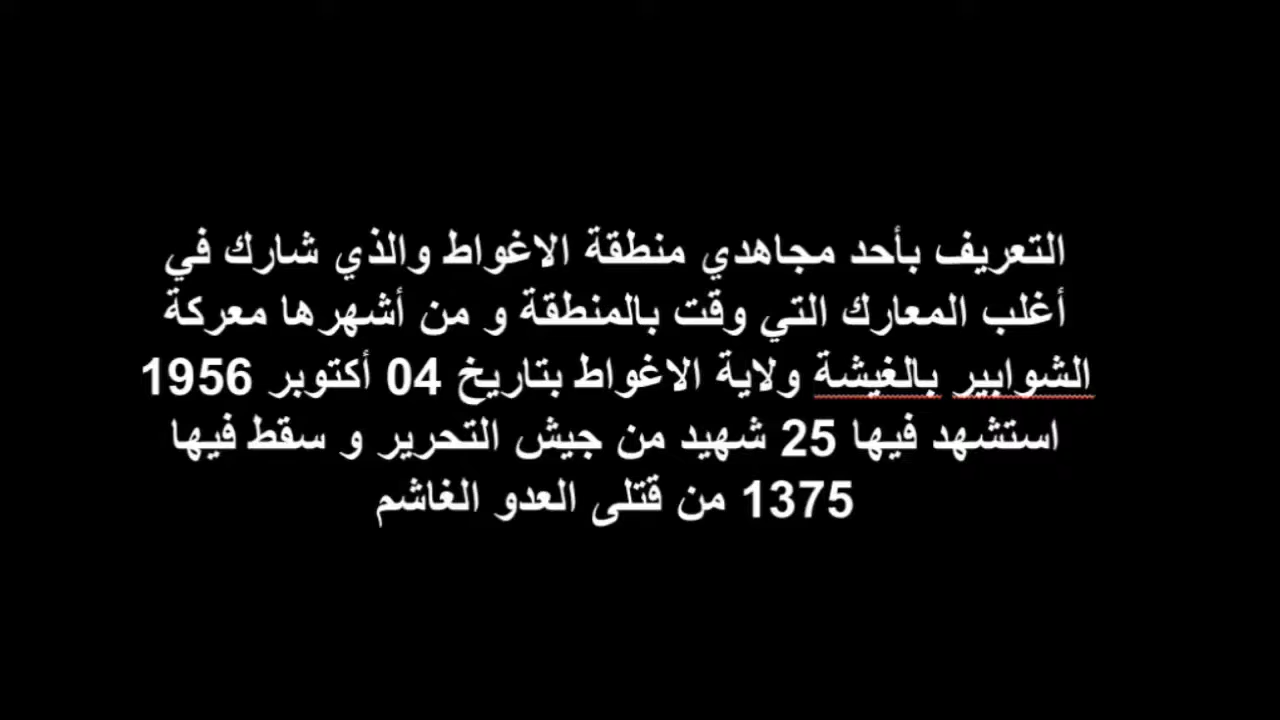 التعريف بأحد مجاهدي منطقة الاغواط والذي شارك في
أغلب المعارك التي وقت بالمنطقة و من أشهرها معركة
الشوابير بالغيشة ولاية الاغواط بتاريخ 04 أكتوبر 1956
استشهد فيها 25 شهيد من جيش التحرير و سقط فيها
1375 من قتلى العدو الغاشم